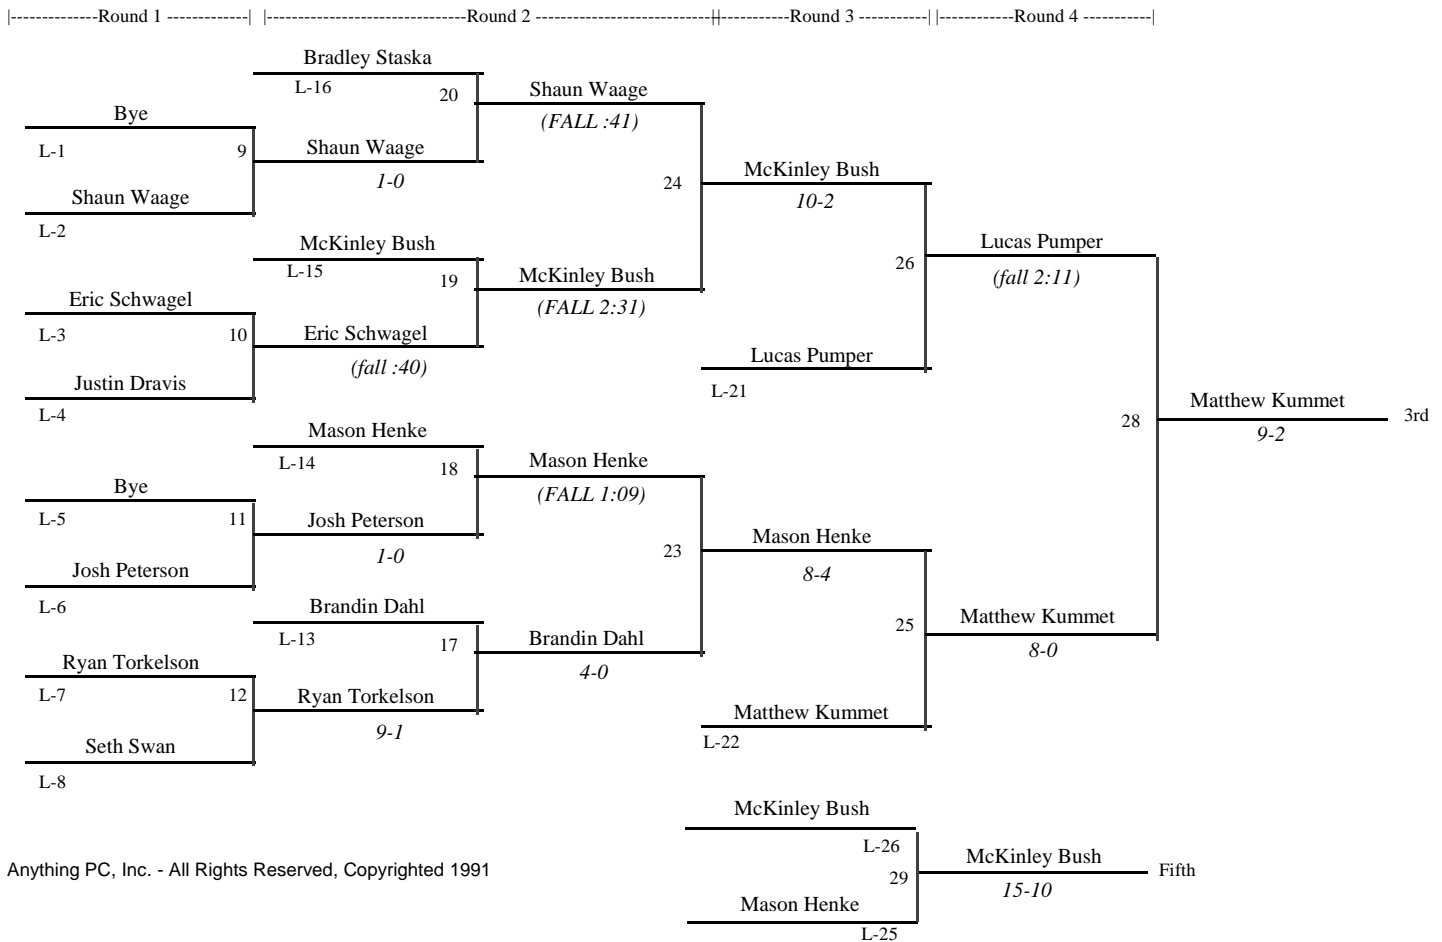 |--------------Round 1 -------------|
|-----------------------------Round 2 --------------------------||-----------Round 3 ----------|
|-----------Round 4 ----------|
Bradley Staska
L-16
20
Shaun Waage
(FALL :41)
Bye
L-1
9
Shaun Waage
1-0
Shaun Waage
L-2
24
McKinley Bush
10-2
McKinley Bush
L-15
19
McKinley Bush
(FALL 2:31)
Eric Schwagel
L-3
10
Eric Schwagel
(fall :40)
Justin Dravis
L-4
26
Lucas Pumper
(fall 2:11)
Lucas Pumper
L-21
28
Matthew Kummet
9-2
3rd
Mason Henke
L-14
18
Mason Henke
(FALL 1:09)
Bye
L-5
11
Josh Peterson
1-0
Josh Peterson
L-6
23
Mason Henke
8-4
Brandin Dahl
L-13
17
Brandin Dahl
4-0
25
Matthew Kummet
8-0
Ryan Torkelson
L-7
12
Ryan Torkelson
9-1
Seth Swan
L-8
Matthew Kummet
L-22
McKinley Bush
L-26
29
McKinley Bush
15-10
Fifth
Mason Henke
L-25
Anything PC, Inc. - All Rights Reserved, Copyrighted 1991